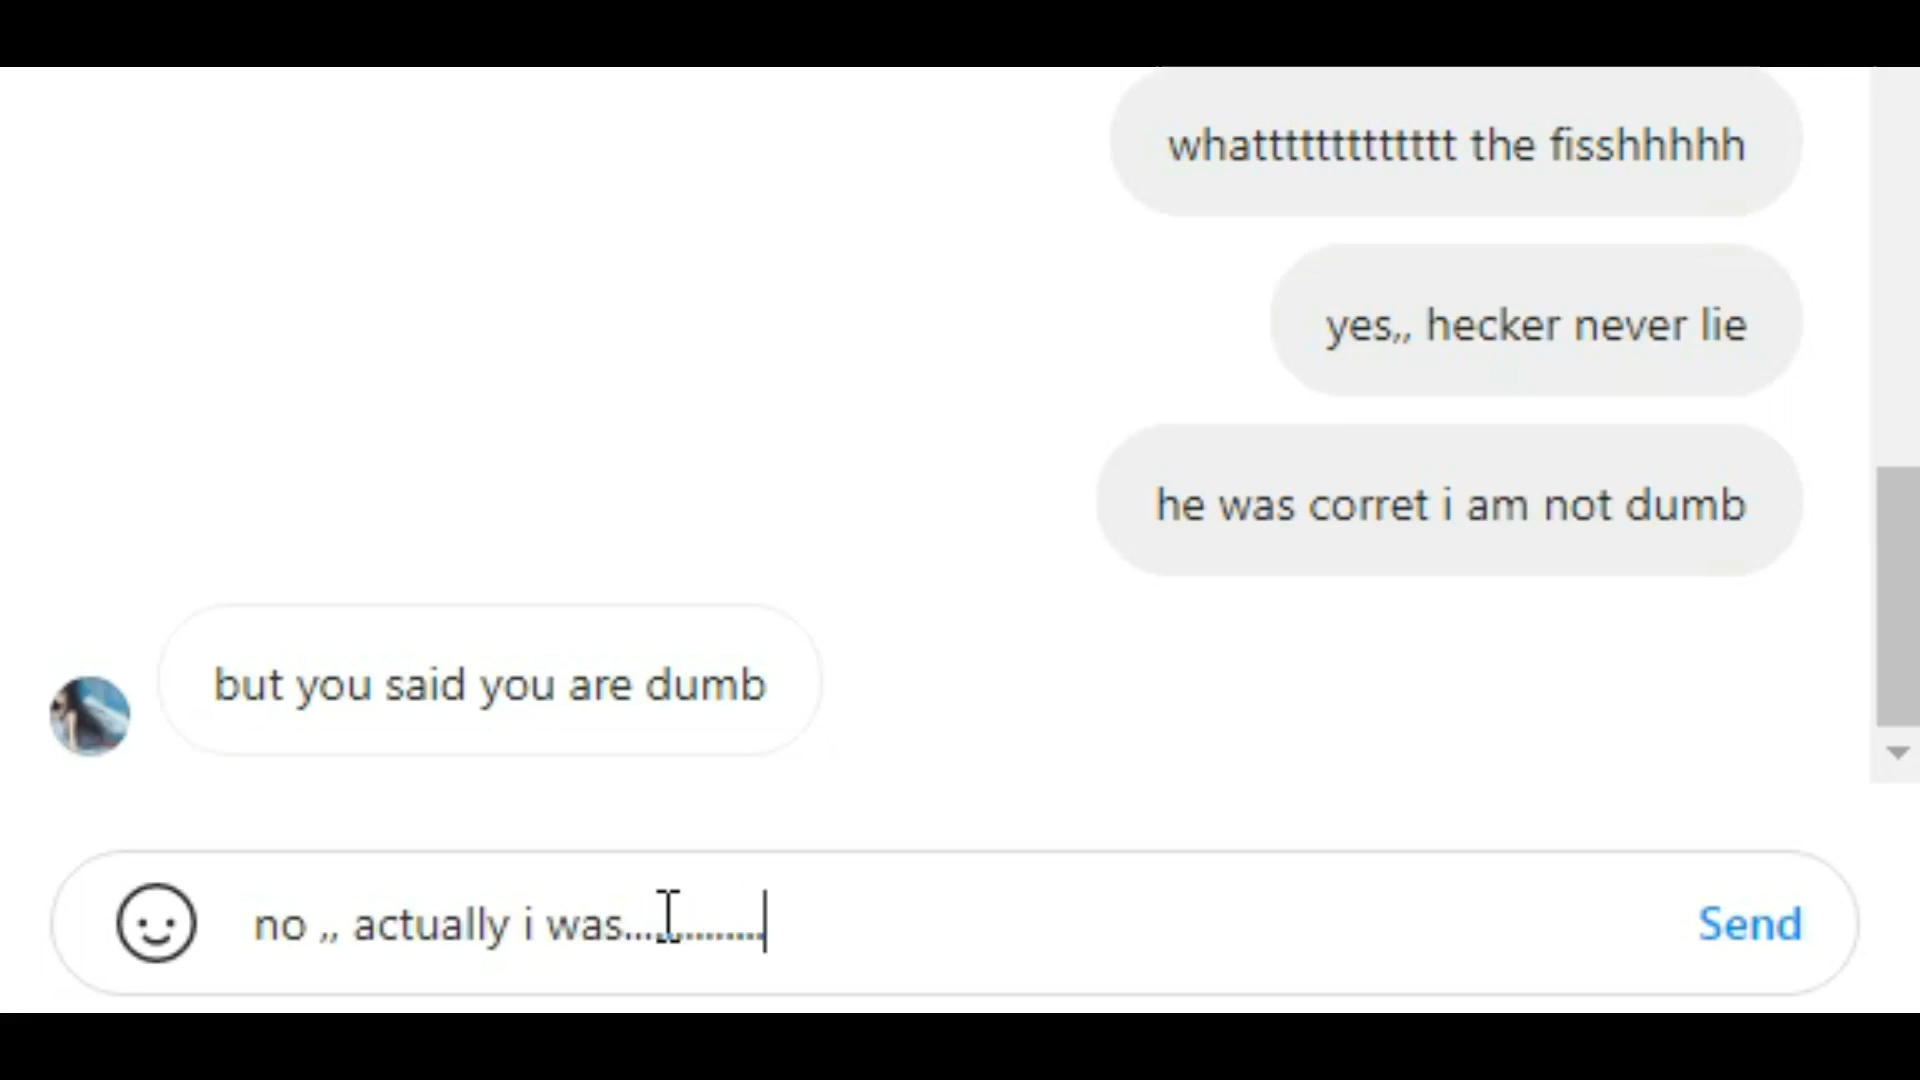 whatttttttttttttt the fisshhhhh
yes,, hecker never lie
he was corret i am not dumb
but you said you are dumb
no ,, actually i was..............
Send